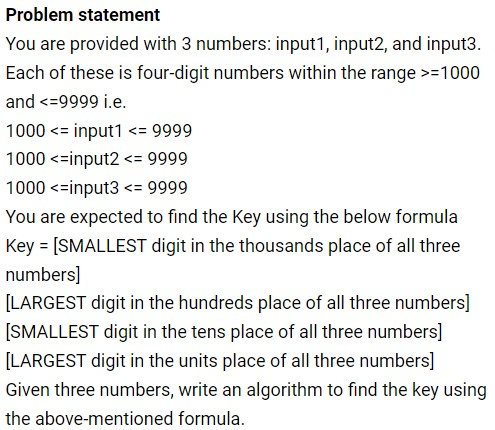 Problem statement
You are provided with 3 numbers: input1, input2, and input3.
Each of these is four-digit numbers within the range >=1000
and <=9999 i.e.
1000 <= input1 <= 9999
1000 <=input2 <= 9999
1000 <=input3 <= 9999
You are expected to find the Key using the below formula
Key = [SMALLEST digit in the thousands place of all three
numbers]
[LARGEST digit in the hundreds place of all three numbers]
[SMALLEST digit in the tens place of all three numbers]
[LARGEST digit in the units place of all three numbers]
Given three numbers, write an algorithm to find the key using
the above-mentioned formula.